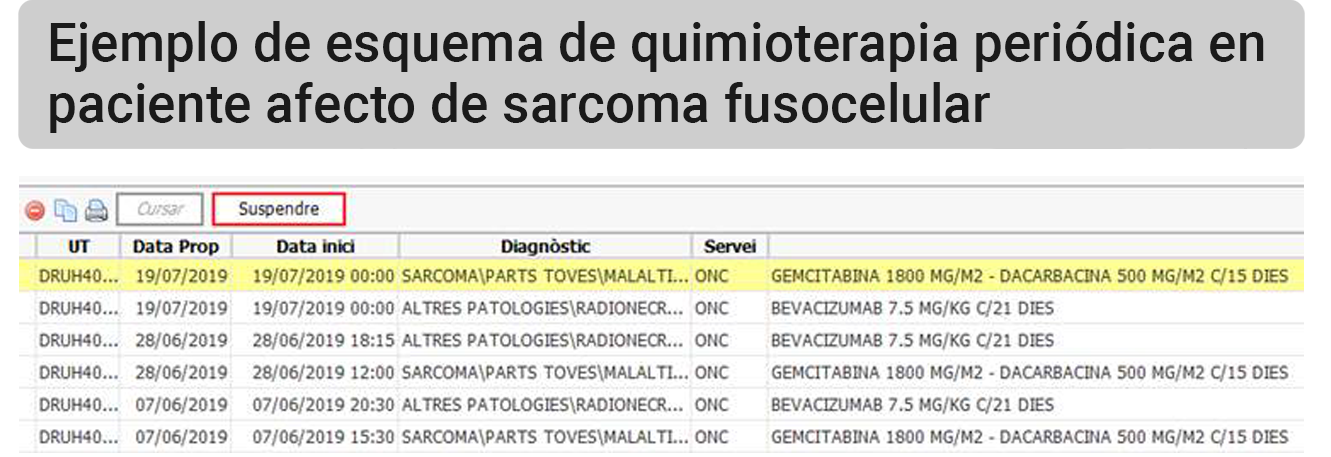 Ejemplo de esquema de quimioterapia periódica en
paciente afecto de sarcoma fusocelular
Cursar Suspendre
UT Data Prop Data inici Diagnòstic Servei
DRUH40... 19/07/2019 19/07/2019 00:00 SARCOMA\PARTS TOVES\MALALTI... ONC GEMCITABINA 1800 MG/M2 - DACARBACINA 500 MG/M2 C/15 DIES
DRUH40... 19/07/2019 19/07/2019 00:00 ALTRES PATOLOGIES\RADIONECR... ONC BEVACIZUMAB 7.5 MG/KG C/21 DIES
DRUH40... 28/06/2019 28/06/2019 18:15 ALTRES PATOLOGIES\RADIONECR... ONC BEVACIZUMAB 7.5 MG/KG C/21 DIES
DRUH40... 28/06/2019 28/06/2019 12:00 SARCOMA\PARTS TOVES\MALALTI... ONC GEMCITABINA 1800 MG/M2 - DACARBACINA 500 MG/M2 C/15 DIES
DRUH40... 07/06/2019 07/06/2019 20:30 ALTRES PATOLOGIES\RADIONECR... ONC BEVACIZUMAB 7.5 MG/KG C/21 DIES
DRUH40... 07/06/2019 07/06/2019 15:30 SARCOMA\PARTS TOVES\MALALTI... ONC GEMCITABINA 1800 MG/M2 - DACARBACINA 500 MG/M2 C/15 DIES